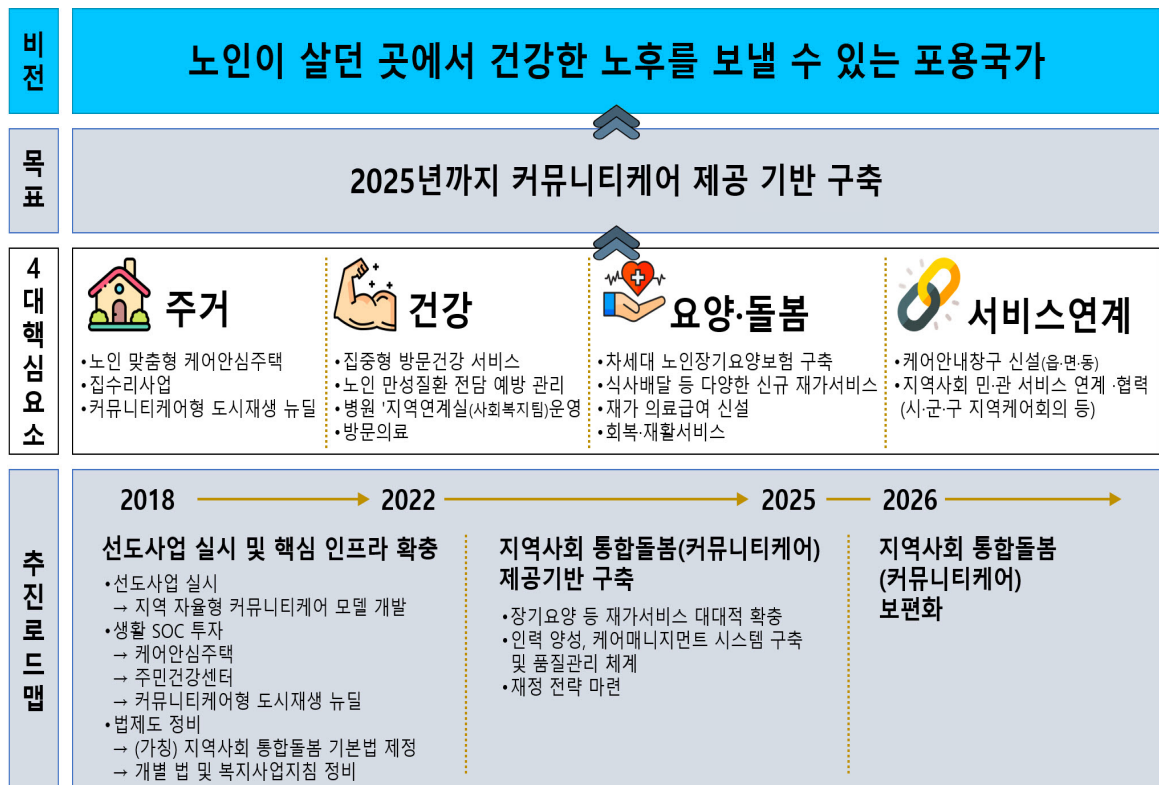 비전
노인이 살던 곳에서 건강한 노후를 보낼 수 있는 포용국가
목표
2025년까지 커뮤니티케어 제공 기반 구축
4대핵심요소
주거
•노인 맞춤형 케어안심주택
•집수리사업
•커뮤니티케어형 도시재생 뉴딜
건강
•집중형 방문건강 서비스
•노인 만성질환 전담 예방 관리
•병원 '지역연계실(사회복지팀)운영
•방문의료
요양·돌봄
•차세대 노인장기요양보험 구축
•식사배달 등 다양한 신규 재가서비스
•재가 의료급여 신설
•회복·재활서비스
서비스연계
•케어안내창구 신설(읍·면·동)
•지역사회 민·관 서비스 연계 ·협력
(시·군·구 지역케어회의 등)
추진로드맵
2018 2022 2025 2026
선도사업 실시 및 핵심 인프라 확충
•선도사업 실시
→ 지역 자율형 커뮤니티케어 모델 개발
•생활 SOC 투자
→ 케어안심주택
→ 주민건강센터
→ 커뮤니티케어형 도시재생 뉴딜
•법제도 정비
→ (가칭) 지역사회 통합돌봄 기본법 제정
→ 개별 법 및 복지사업지침 정비
지역사회 통합돌봄(커뮤니티케어)
제공기반 구축
•장기요양 등 재가서비스 대대적 확충
•인력 양성, 케어매니지먼트 시스템 구축
및 품질관리 체계
•재정 전략 마련
지역사회 통합돌봄
(커뮤니티케어)
보편화